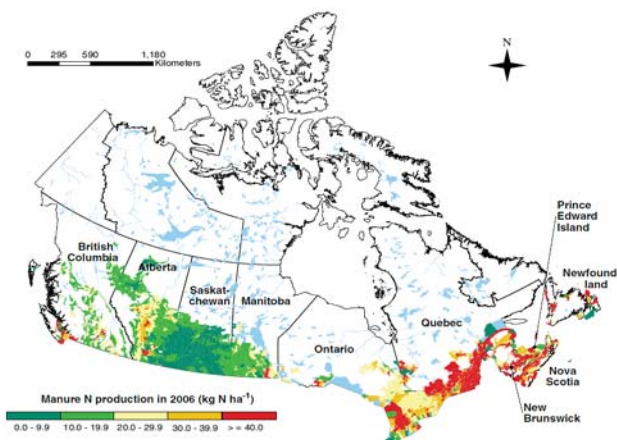 0 295 590 1,180
Kilometers
N
Prince
Edward
Island
British
Columbia
Alberta
Saskat-
chewan
Manitoba
Newfound
land
Ontario
Quebec
Nova
Scotia
New
Brunswick
Manure N production in 2006 (kg N ha⁻¹)
0.0 - 9.9 10.0 - 19.9 20.0 - 29.9 30.0 - 39.9 > = 40.0